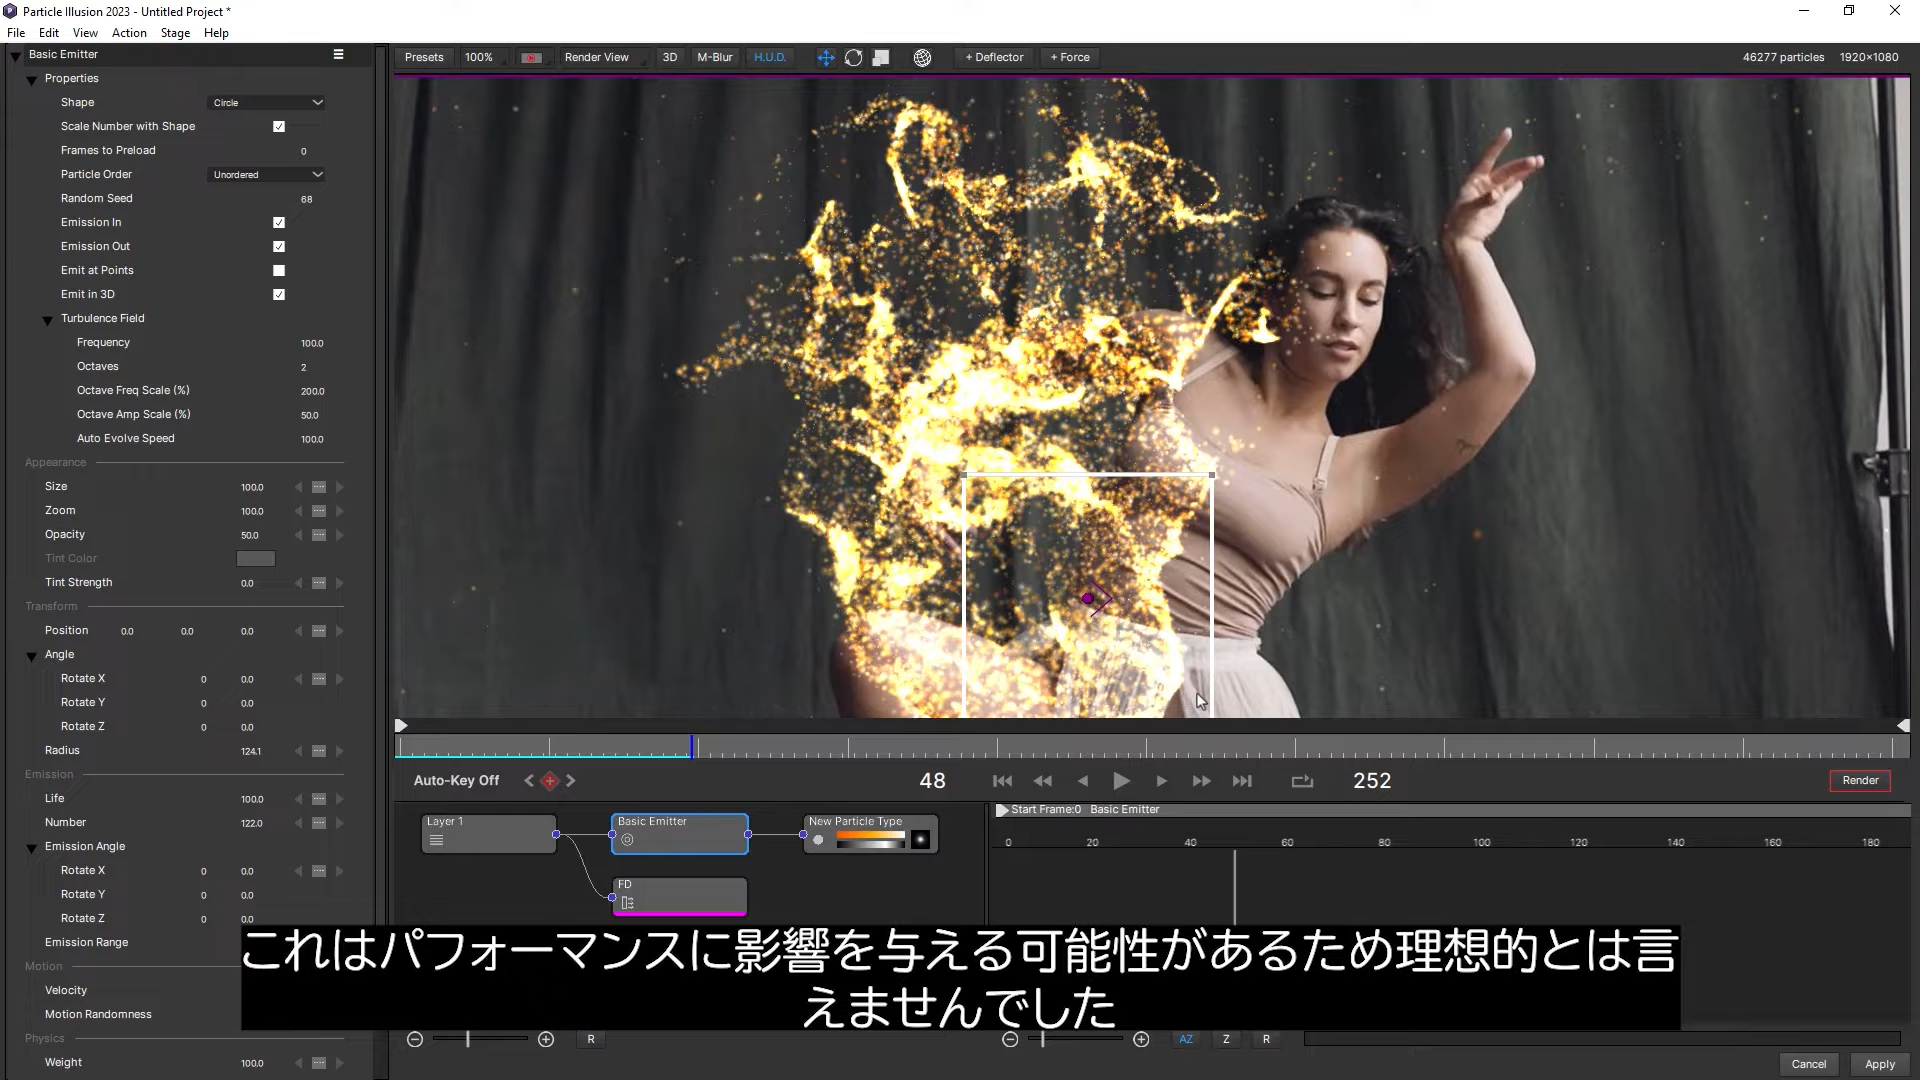 Particle Illusion 2023 - Untitled Project *
File Edit View Action Stage Help
Basic Emitter
Properties
Shape Circle
Scale Number with Shape
Frames to Preload 0
Particle Order Unordered
Random Seed 68
Emission In
Emission Out
Emit at Points
Emit in 3D
Turbulence Field
Frequency 100.0
Octaves 2
Octave Freq Scale (%) 200.0
Octave Amp Scale (%) 50.0
Auto Evolve Speed 100.0
Appearance
Size 100.0
Zoom 100.0
Opacity 50.0
Tint Color
Tint Strength 0.0
Transform
Position 0.0 0.0 0.0
Angle
Rotate X 0 0.0
Rotate Y 0 0.0
Rotate Z 0 0.0
Radius 124.1
Emission
Life 100.0
Number 122.0
Emission Angle
Rotate X 0 0.0
Rotate Y 0 0.0
Rotate Z 0 0.0
Emission Range
Motion
Velocity
Motion Randomness
Physics
Weight 100.0
Presets 100% Render View 3D M-Blur H.U.D. + Deflector + Force 46277 particles 1920×1080
Auto-Key Off 48 252 Render
Layer 1 Basic Emitter New Particle Type
FD
Start Frame:0 Basic Emitter
0 20 40 60 80 100 120 140 160 180
これはパフォーマンスに影響を与える可能性があるため理想的とは言
えませんでした
R AZ Z R
Cancel Apply